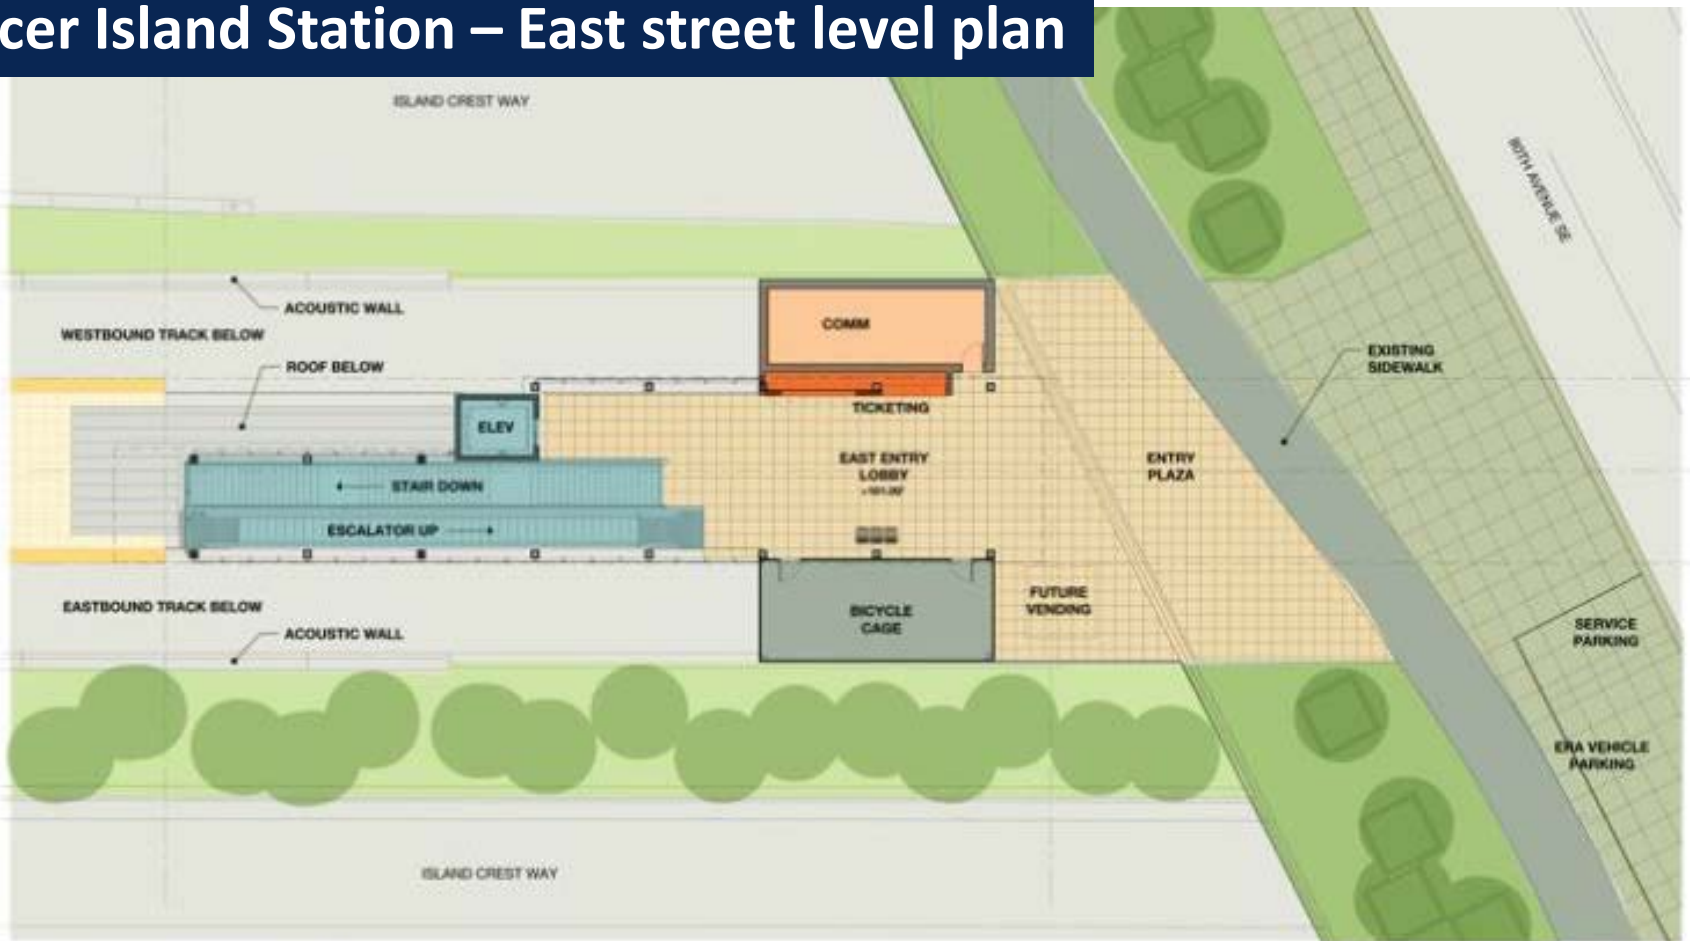 cer Island Station – East street level plan
ISLAND CREST WAY
80TH AVENUE SE
ACOUSTIC WALL
WESTBOUND TRACK BELOW
ROOF BELOW
COMM
EXISTING
SIDEWALK
TICKETING
ELEV
EAST ENTRY
LOBBY
ENTRY
PLAZA
STAIR DOWN
ESCALATOR UP
EASTBOUND TRACK BELOW
ACOUSTIC WALL
BICYCLE
CAGE
FUTURE
VENDING
SERVICE
PARKING
ERA VEHICLE
PARKING
ISLAND CREST WAY